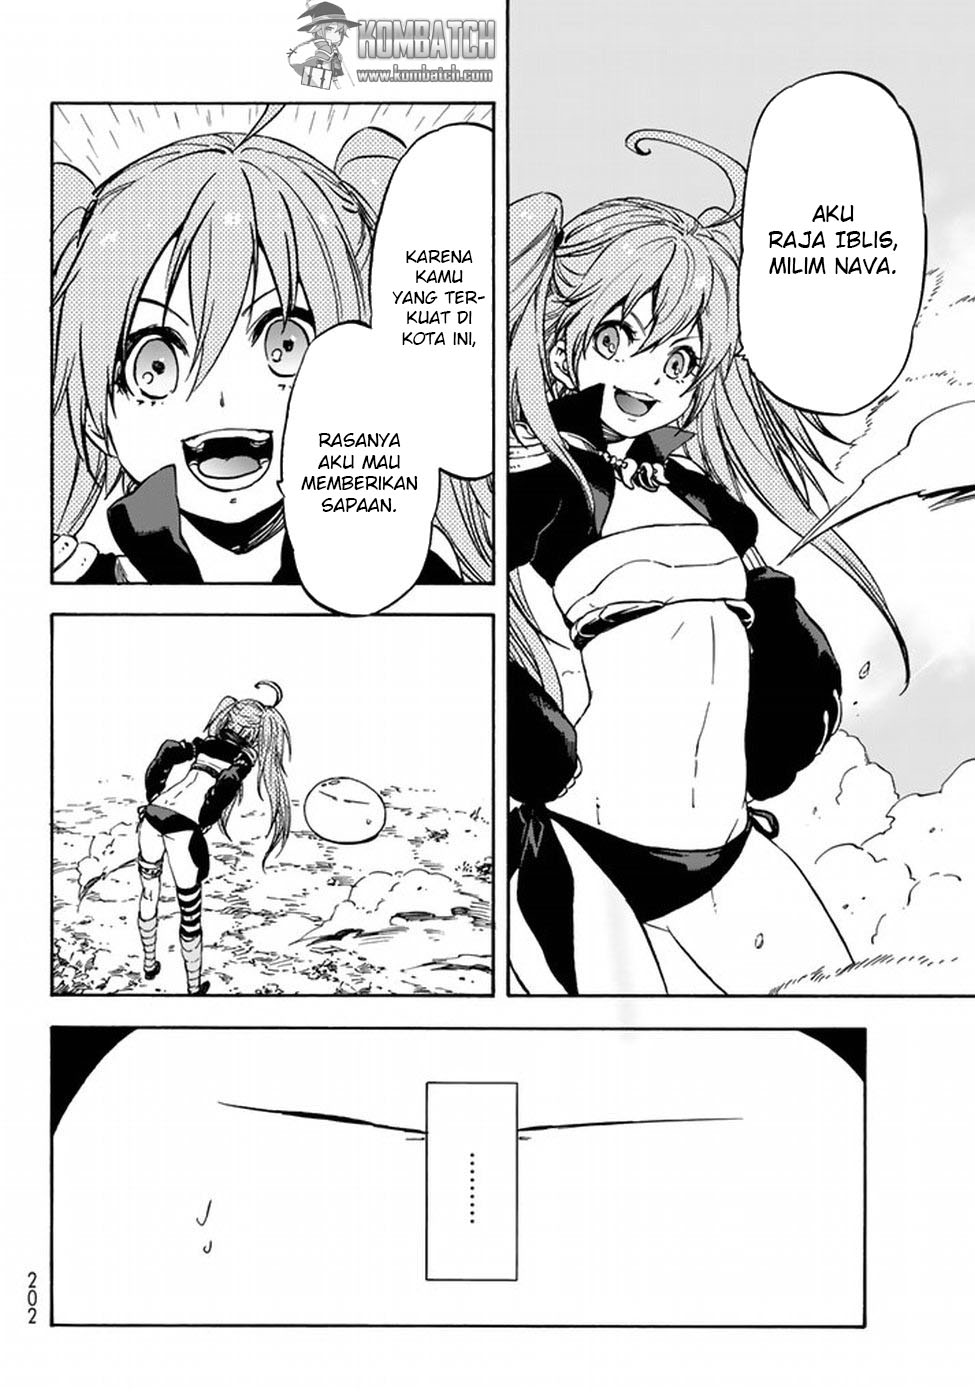 KOMBATCH
www.kombatch.com
AKU
RAJA IBLIS,
MILIM NAVA.
KARENA
KAMU
YANG TER-
KUAT DI
KOTA INI,
RASANYA
AKU MAU
MEMBERIKAN
SAPAAN.
.........
202